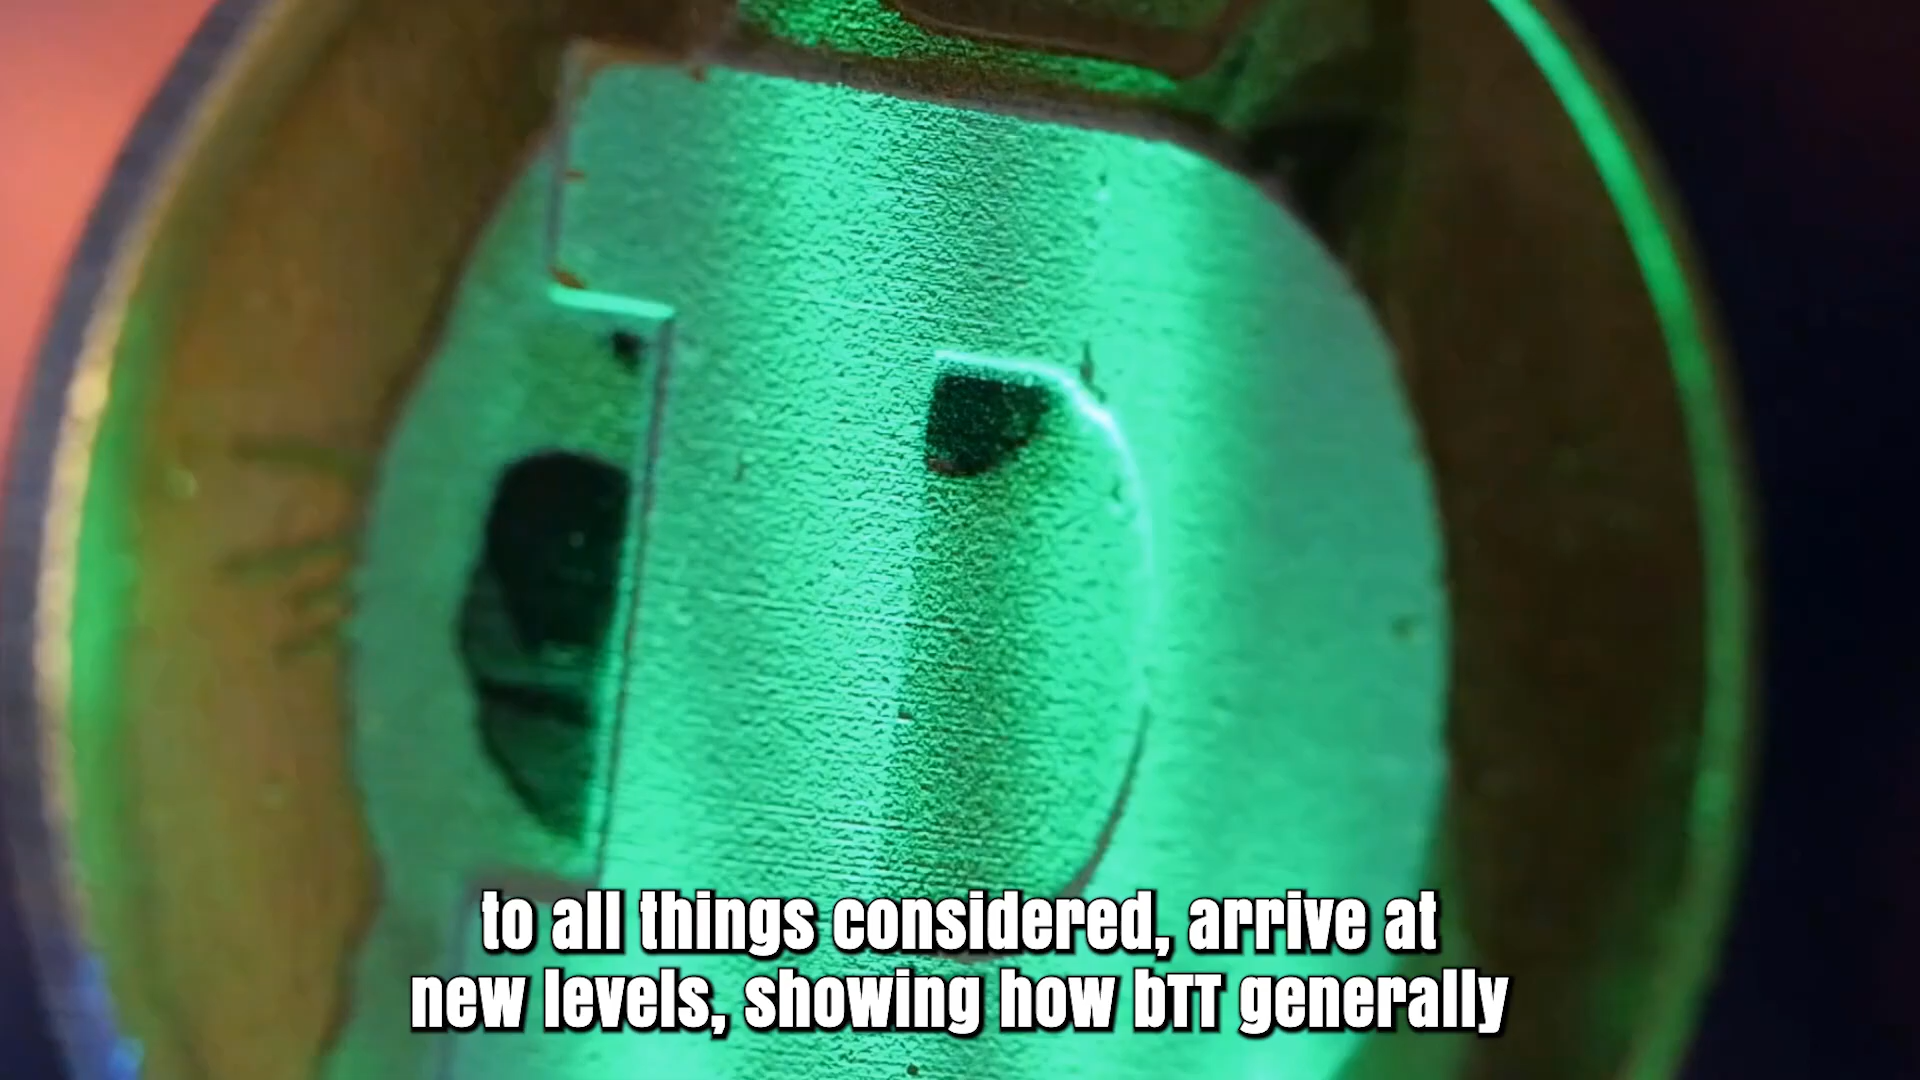 to all things considered, arrive at
new levels, showing how bTT generally